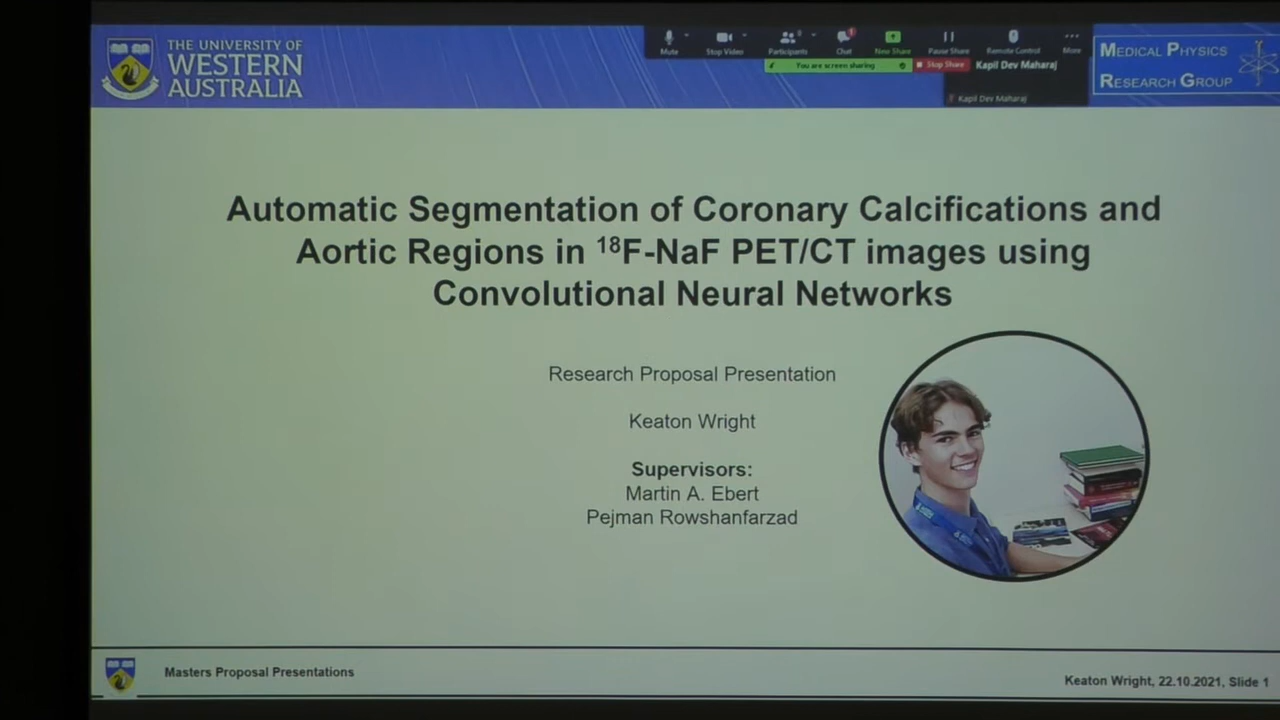 THE UNIVERSITY OF
WESTERN
AUSTRALIA
Mute
Stop Video
Participants
Chat
New Share
Pause Share
Remote Control
More
You are screen sharing
Stop Share
Kapil Dev Maharaj
Kapil Dev Maharaj
MEDICAL PHYSICS
RESEARCH GROUP
Automatic Segmentation of Coronary Calcifications and
Aortic Regions in ¹⁸F-NaF PET/CT images using
Convolutional Neural Networks
Research Proposal Presentation
Keaton Wright
Supervisors:
Martin A. Ebert
Pejman Rowshanfarzad
Masters Proposal Presentations
Keaton Wright, 22.10.2021, Slide 1